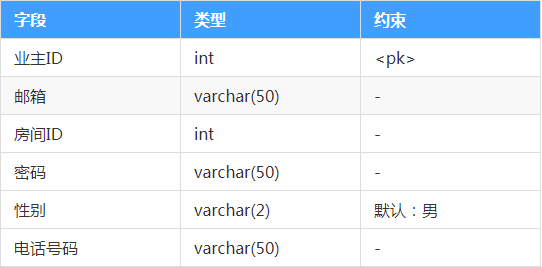 字段 类型 约束
业主ID int <pk>
邮箱 varchar(50) -
房间ID int -
密码 varchar(50) -
性别 varchar(2) 默认：男
电话号码 varchar(50) -